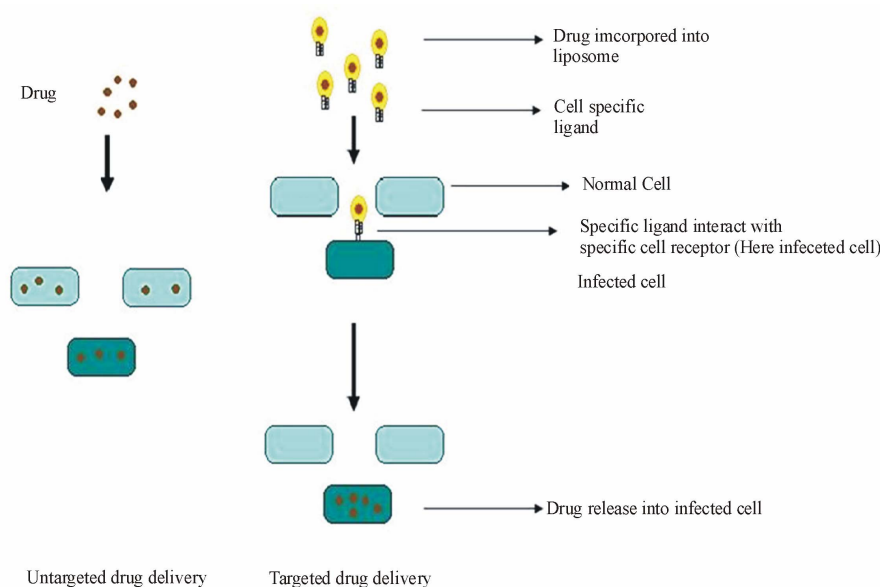 Drug
Drug imcorpored into
liposome
Cell specific
ligand
Normal Cell
Specific ligand interact with
specific cell receptor (Here infeceted cell)
Infected cell
Drug release into infected cell
Untargeted drug delivery
Targeted drug delivery